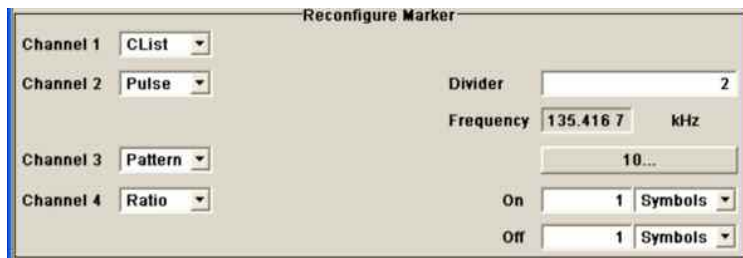 Reconfigure Marker
Channel 1 CList
Channel 2 Pulse Divider 2
Frequency 135.416 7 kHz
Channel 3 Pattern 10...
Channel 4 Ratio On 1 Symbols
Off 1 Symbols